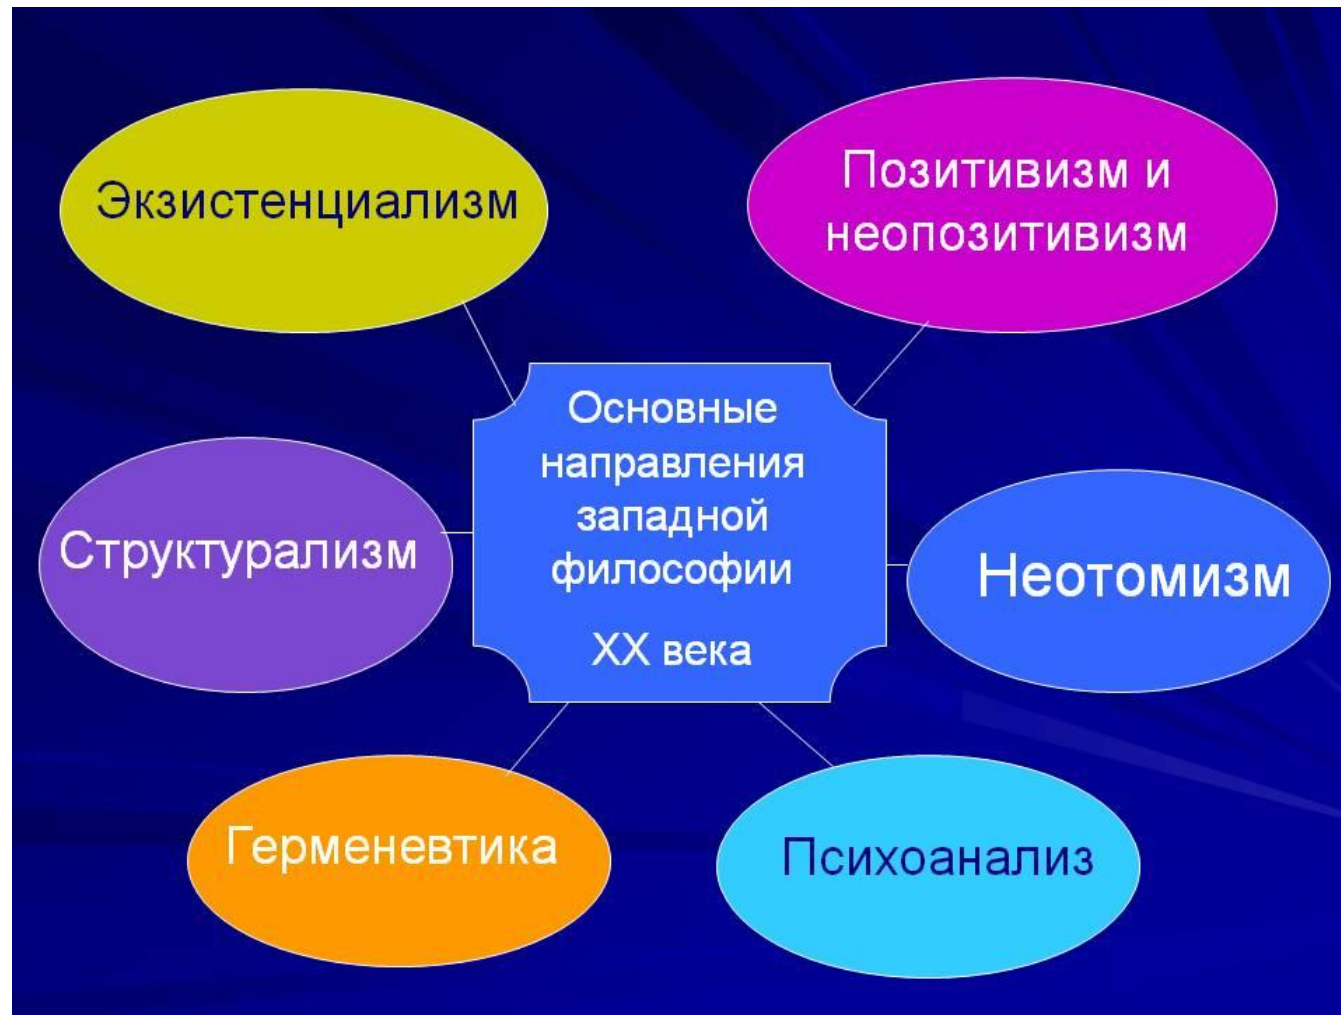 Экзистенциализм
Позитивизм и
неопозитивизм
Основные
направления
западной
философии
XX века
Структурализм
Неотомизм
Герменевтика
Психоанализ